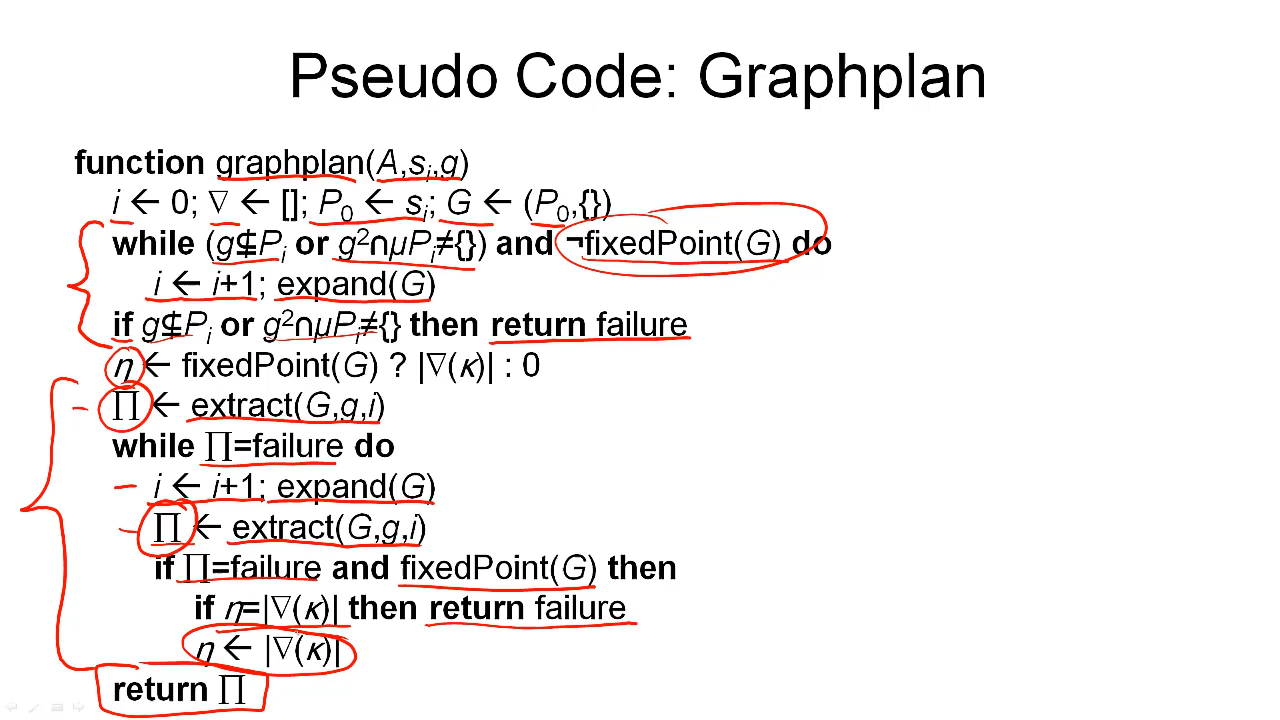 Pseudo Code: Graphplan
function graphplan(A,sᵢ,g)
i ← 0; ∇ ← []; P₀ ← sᵢ; G ← (P₀,{})
while (g⊈Pᵢ or g²∩μPᵢ≠{}) and ¬fixedPoint(G) do
i ← i+1; expand(G)
if g⊈Pᵢ or g²∩μPᵢ≠{} then return failure
η ← fixedPoint(G) ? |∇(κ)| : 0
∏ ← extract(G,g,i)
while ∏=failure do
i ← i+1; expand(G)
∏ ← extract(G,g,i)
if ∏=failure and fixedPoint(G) then
if η=|∇(κ)| then return failure
η ← |∇(κ)|
return ∏